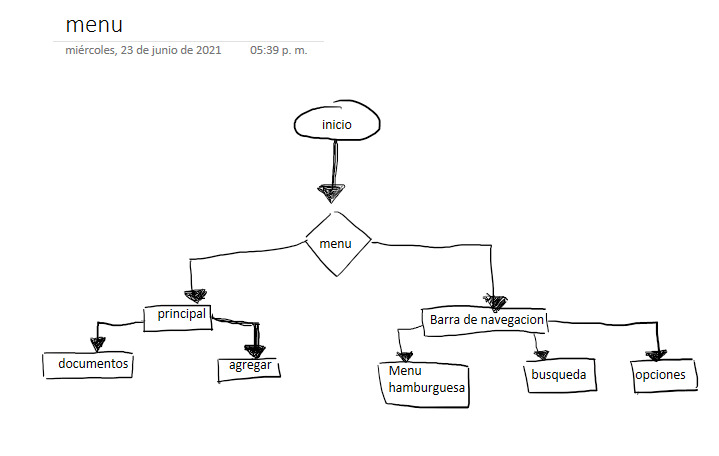 menu
miércoles, 23 de junio de 2021 05:39 p. m.
inicio
menu
principal
Barra de navegacion
documentos
agregar
Menu
hamburguesa
busqueda
opciones